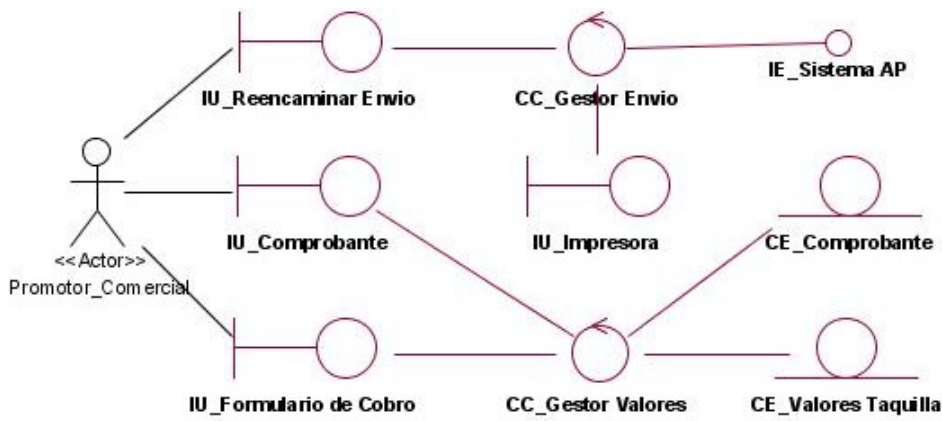 IU_Reencaminar Envio
CC_Gestor Envio
IE_Sistema AP
IU_Comprobante
IU_Impresora
CE_Comprobante
<<Actor>>
Promotor_Comercial
IU_Formulario de Cobro
CC_Gestor Valores
CE_Valores Taquilla